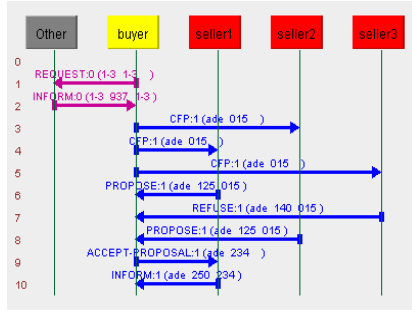 Other buyer seller1 seller2 seller3
0
REQUEST:0 (1-3 1-3 )
1
INFORM:0 (1-3 937 1-3 )
2
CFP:1 (ade 015 )
3
CFP:1 (ade 015 )
4
CFP:1 (ade 015 )
5
PROPOSE:1 (ade 125 015 )
6
REFUSE:1 (ade 140 015 )
7
PROPOSE:1 (ade 125 015 )
8
ACCEPT-PROPOSAL:1 (ade 234 )
9
INFORM:1 (ade 250 234 )
10